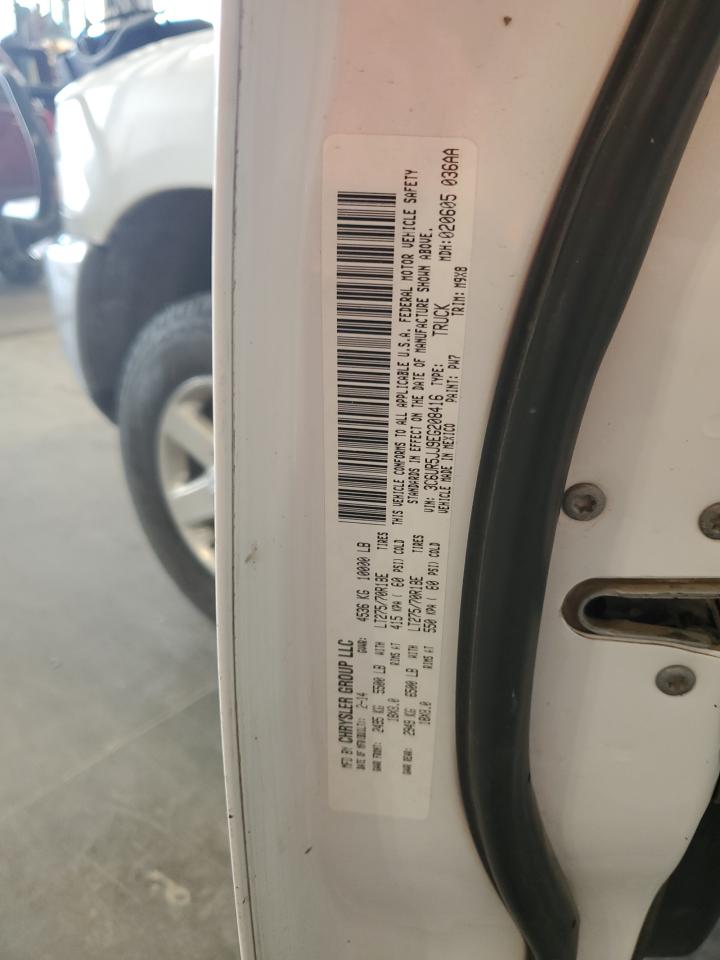 MFD BY CHRYSLER GROUP LLC
DATE OF MFR(BUILT): 2-14 GVWR: 4536 KG 10000 LB
GAWR FRONT: 2495 KG 5500 LB WITH LT275/70R18E TIRES
18X8.0 RIMS AT 415 KPA ( 60 PSI) COLD
GAWR REAR: 2949 KG 6500 LB WITH LT275/70R18E TIRES
18X8.0 RIMS AT 550 KPA ( 80 PSI) COLD
THIS VEHICLE CONFORMS TO ALL APPLICABLE U.S.A. FEDERAL MOTOR VEHICLE SAFETY
STANDARDS IN EFFECT ON THE DATE OF MANUFACTURE SHOWN ABOVE.
VIN: 3C6UR5JJ9EG208416 TYPE: TRUCK MDH:020605 036AA
VEHICLE MADE IN MEXICO PAINT: PW7 TRIM: M9X8